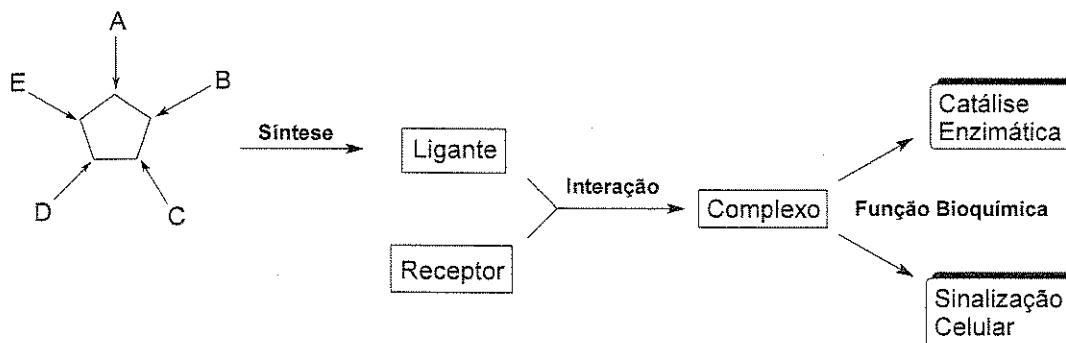 A
E
B
D
C
Síntese
Ligante
Receptor
Interação
Complexo
Catálise
Enzimática
Função Bioquímica
Sinalização
Celular